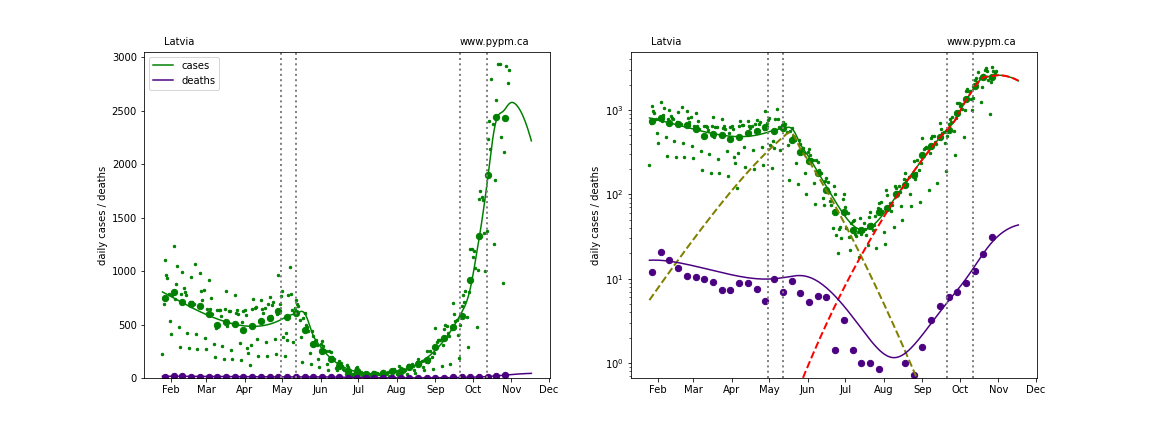 Latvia www.pypm.ca
cases
deaths
daily cases / deaths
3000
2500
2000
1500
1000
500
0
Feb Mar Apr May Jun Jul Aug Sep Oct Nov Dec
Latvia www.pypm.ca
daily cases / deaths
10³
10²
10¹
10⁰
Feb Mar Apr May Jun Jul Aug Sep Oct Nov Dec